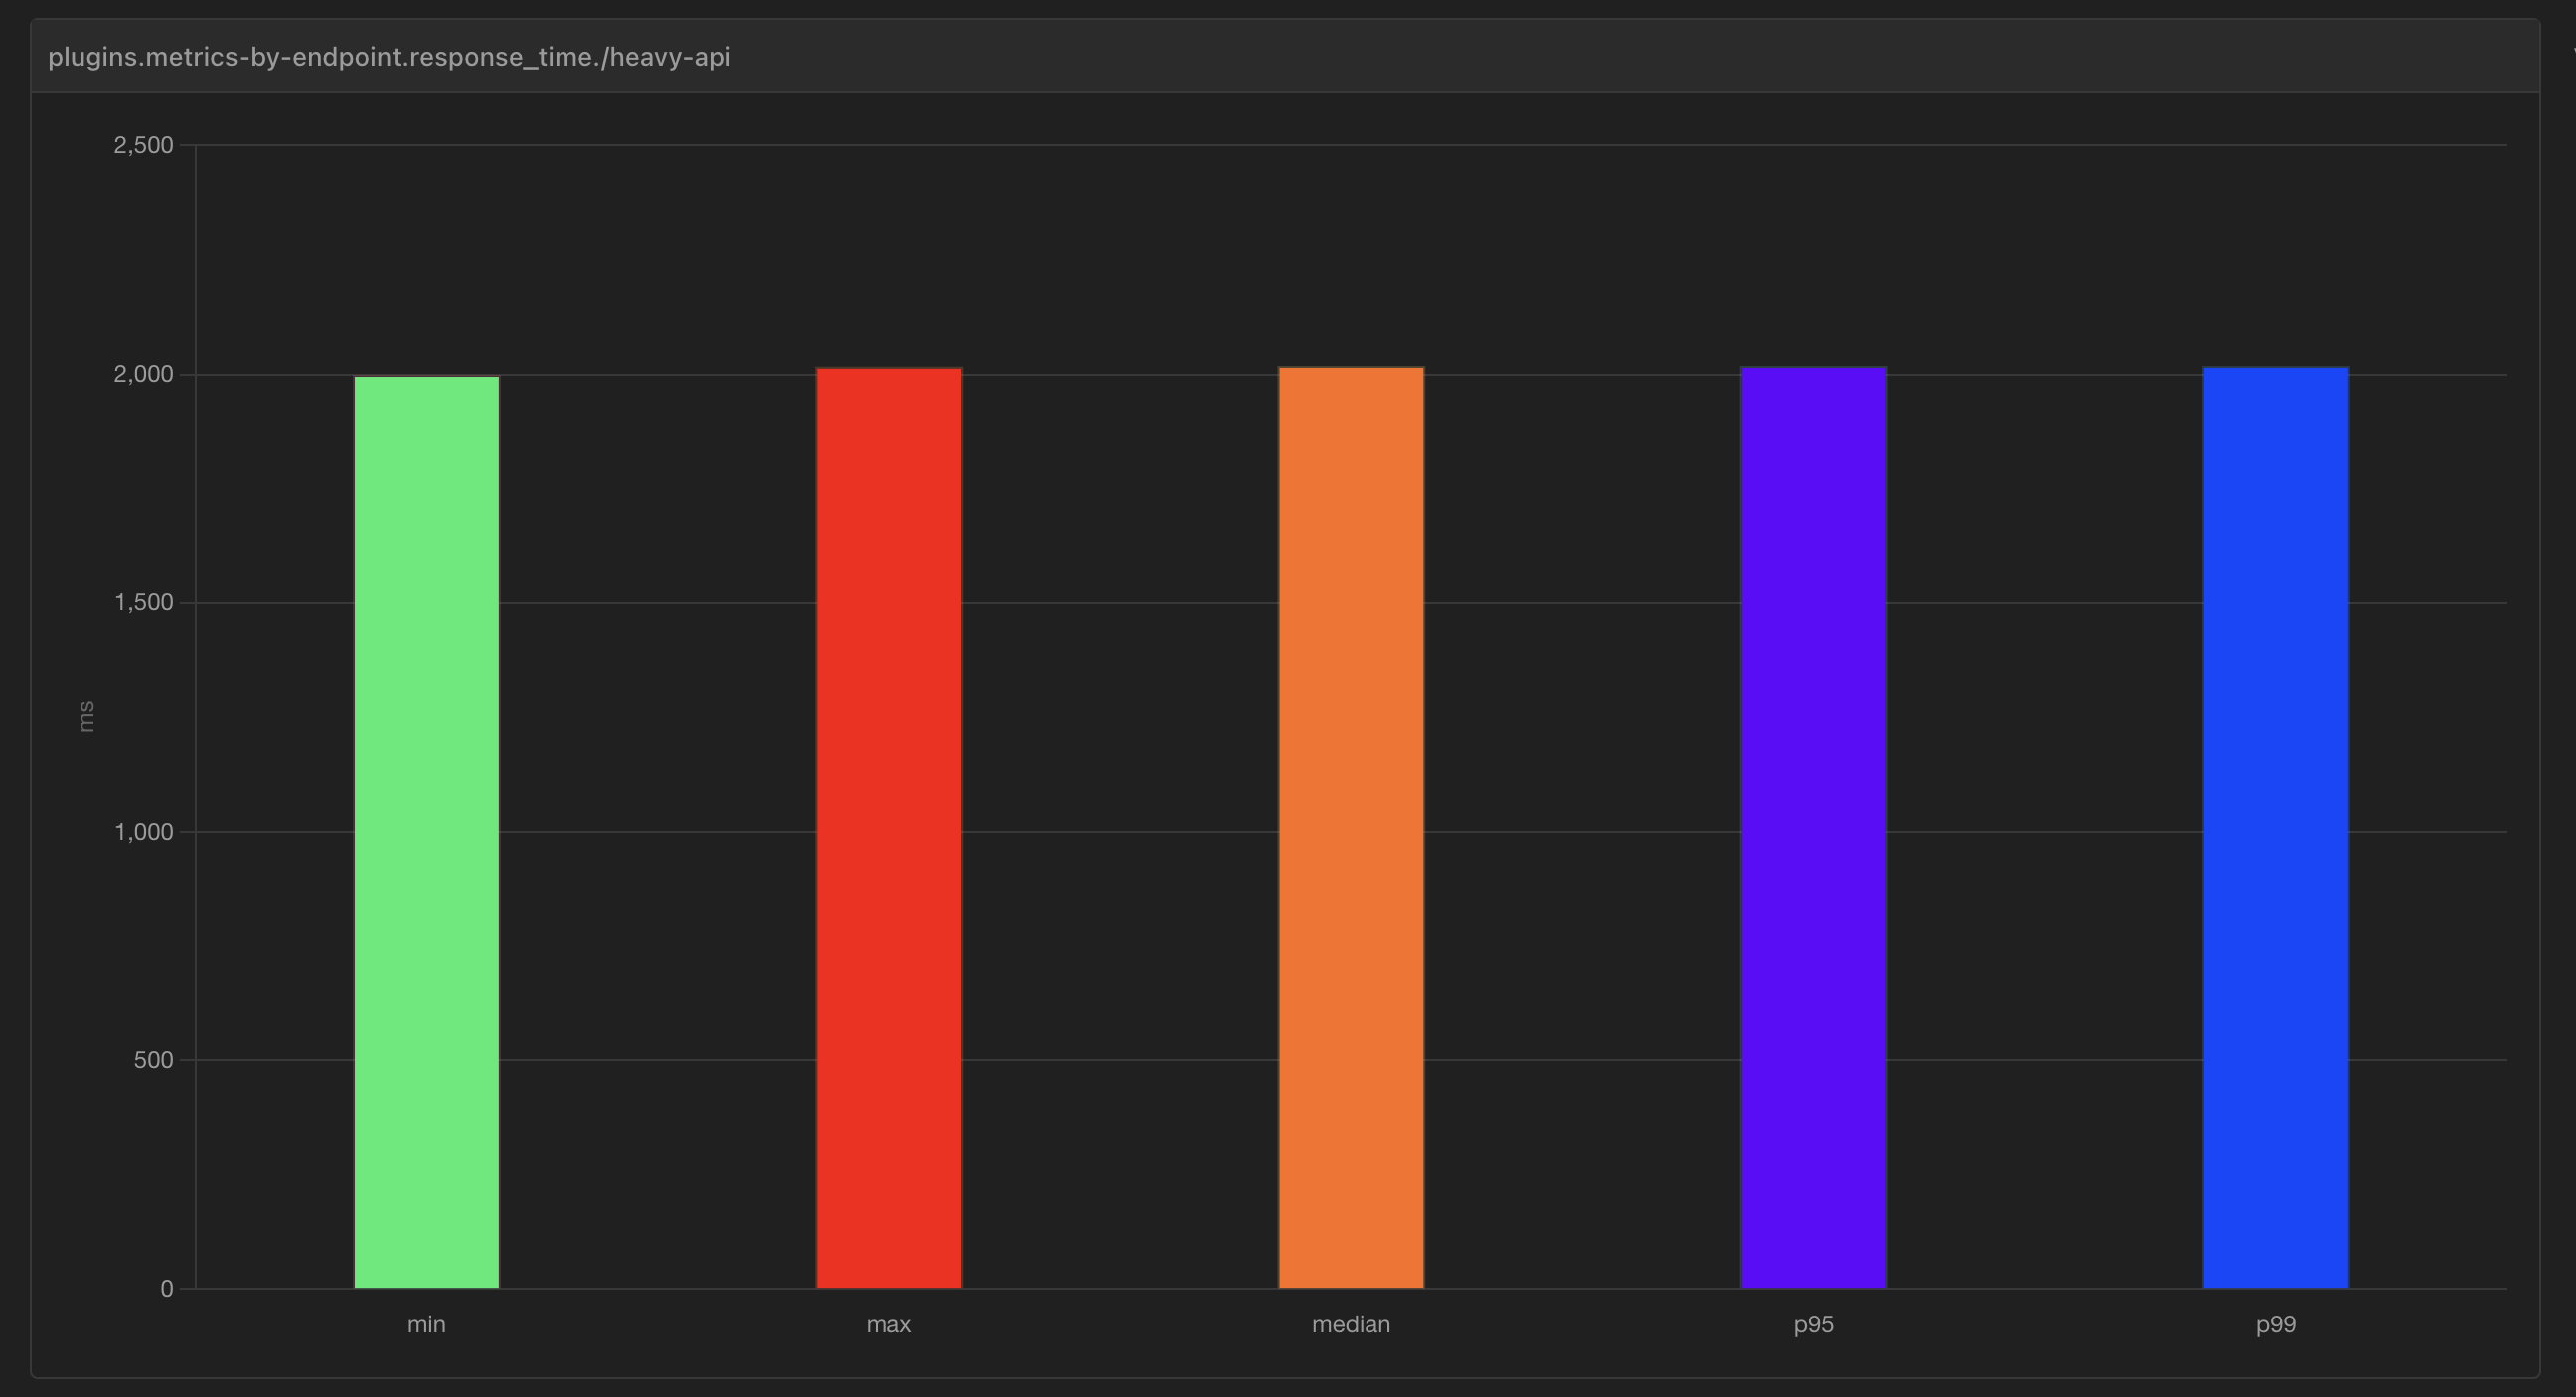 plugins.metrics-by-endpoint.response_time./heavy-api
2,500
2,000
1,500
1,000
500
0
ms
min max median p95 p99